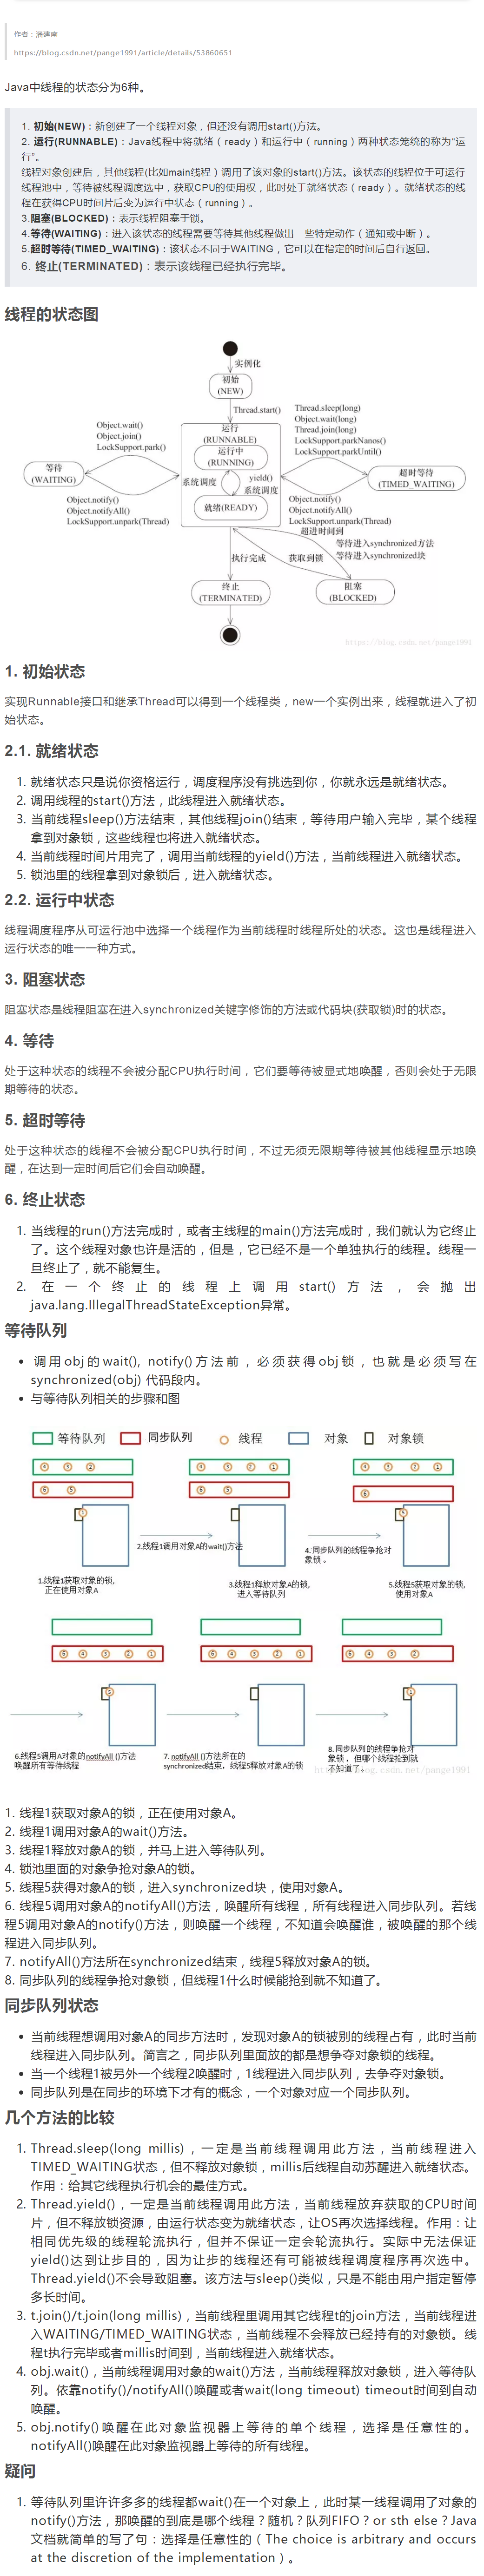 作者：潘建南
https://blog.csdn.net/pange1991/article/details/53860651
Java中线程的状态分为6种。
1. 初始(NEW)：新创建了一个线程对象，但还没有调用start()方法。
2. 运行(RUNNABLE)：Java线程中将就绪（ready）和运行中（running）两种状态笼统的称为“运
行”。
线程对象创建后，其他线程(比如main线程）调用了该对象的start()方法。该状态的线程位于可运行
线程池中，等待被线程调度选中，获取CPU的使用权，此时处于就绪状态（ready）。就绪状态的线
程在获得CPU时间片后变为运行中状态（running）。
3.阻塞(BLOCKED)：表示线程阻塞于锁。
4.等待(WAITING)：进入该状态的线程需要等待其他线程做出一些特定动作（通知或中断）。
5.超时等待(TIMED_WAITING)：该状态不同于WAITING，它可以在指定的时间后自行返回。
6. 终止(TERMINATED)：表示该线程已经执行完毕。
线程的状态图
实例化
初始
(NEW)
Thread.start()
Object.wait()
Object.join()
LockSupport.park()
Thread.sleep(long)
Object.wait(long)
Thread.join(long)
LockSupport.parkNanos()
LockSupport.parkUntil()
运行
(RUNNABLE)
运行中
(RUNNING)
等待
(WAITING)
系统调度
yield()
系统调度
超时等待
(TIMED_WAITING)
就绪(READY)
Object.notify()
Object.notifyAll()
LockSupport.unpark(Thread)
Object.notify()
Object.notifyAll()
LockSupport.unpark(Thread)
超进时间到
等待进入synchronized方法
等待进入synchronized块
执行完成
获取到锁
终止
(TERMINATED)
阻塞
(BLOCKED)
https://blog.csdn.net/pange1991
1. 初始状态
实现Runnable接口和继承Thread可以得到一个线程类，new一个实例出来，线程就进入了初
始状态。
2.1. 就绪状态
1. 就绪状态只是说你资格运行，调度程序没有挑选到你，你就永远是就绪状态。
2. 调用线程的start()方法，此线程进入就绪状态。
3. 当前线程sleep()方法结束，其他线程join()结束，等待用户输入完毕，某个线程
拿到对象锁，这些线程也将进入就绪状态。
4. 当前线程时间片用完了，调用当前线程的yield()方法，当前线程进入就绪状态。
5. 锁池里的线程拿到对象锁后，进入就绪状态。
2.2. 运行中状态
线程调度程序从可运行池中选择一个线程作为当前线程时线程所处的状态。这也是线程进入
运行状态的唯一一种方式。
3. 阻塞状态
阻塞状态是线程阻塞在进入synchronized关键字修饰的方法或代码块(获取锁)时的状态。
4. 等待
处于这种状态的线程不会被分配CPU执行时间，它们要等待被显式地唤醒，否则会处于无限
期等待的状态。
5. 超时等待
处于这种状态的线程不会被分配CPU执行时间，不过无须无限期等待被其他线程显示地唤
醒，在达到一定时间后它们会自动唤醒。
6. 终止状态
1. 当线程的run()方法完成时，或者主线程的main()方法完成时，我们就认为它终止
了。这个线程对象也许是活的，但是，它已经不是一个单独执行的线程。线程一
旦终止了，就不能复生。
2. 在一个终止的线程上调用start()方法，会抛出
java.lang.IllegalThreadStateException异常。
等待队列
调用obj的wait(), notify()方法前，必须获得obj锁，也就是必须写在
synchronized(obj) 代码段内。
与等待队列相关的步骤和图
等待队列 同步队列 线程 对象 对象锁
④ ③ ② ④ ③ ② ① ④ ③ ② ①
⑥ ⑤ ⑥ ⑤ ⑥
① ⑤
2.线程1调用对象A的wait()方法
4. 同步队列的线程争抢对
象锁 。
1.线程1获取对象的锁,
正在使用对象A
3.线程1释放对象A的锁,
进入等待队列
5.线程5获取对象的锁,
使用对象A
⑥ ④ ③ ② ① ⑥ ④ ③ ② ① ⑥ ④ ③ ②
⑤ ①
6.线程5调用A对象的notifyAll ()方法
唤醒所有等待线程
7. notifyAll ()方法所在的
synchronized结束，线程5释放对象A的锁
8. 同步队列的线程争抢对
象锁 。但哪个线程抢到就
不知道了。
https://blog.csdn.net/pange1991
1. 线程1获取对象A的锁，正在使用对象A。
2. 线程1调用对象A的wait()方法。
3. 线程1释放对象A的锁，并马上进入等待队列。
4. 锁池里面的对象争抢对象A的锁。
5. 线程5获得对象A的锁，进入synchronized块，使用对象A。
6. 线程5调用对象A的notifyAll()方法，唤醒所有线程，所有线程进入同步队列。若线
程5调用对象A的notify()方法，则唤醒一个线程，不知道会唤醒谁，被唤醒的那个线
程进入同步队列。
7. notifyAll()方法所在synchronized结束，线程5释放对象A的锁。
8. 同步队列的线程争抢对象锁，但线程1什么时候能抢到就不知道了。
同步队列状态
当前线程想调用对象A的同步方法时，发现对象A的锁被别的线程占有，此时当前
线程进入同步队列。简言之，同步队列里面放的都是想争夺对象锁的线程。
当一个线程1被另外一个线程2唤醒时，1线程进入同步队列，去争夺对象锁。
同步队列是在同步的环境下才有的概念，一个对象对应一个同步队列。
几个方法的比较
1. Thread.sleep(long millis)，一定是当前线程调用此方法，当前线程进入
TIMED_WAITING状态，但不释放对象锁，millis后线程自动苏醒进入就绪状态。
作用：给其它线程执行机会的最佳方式。
2. Thread.yield()，一定是当前线程调用此方法，当前线程放弃获取的CPU时间
片，但不释放锁资源，由运行状态变为就绪状态，让OS再次选择线程。作用：让
相同优先级的线程轮流执行，但并不保证一定会轮流执行。实际中无法保证
yield()达到让步目的，因为让步的线程还有可能被线程调度程序再次选中。
Thread.yield()不会导致阻塞。该方法与sleep()类似，只是不能由用户指定暂停
多长时间。
3. t.join()/t.join(long millis)，当前线程里调用其它线程t的join方法，当前线程进
入WAITING/TIMED_WAITING状态，当前线程不会释放已经持有的对象锁。线
程t执行完毕或者millis时间到，当前线程进入就绪状态。
4. obj.wait()，当前线程调用对象的wait()方法，当前线程释放对象锁，进入等待队
列。依靠notify()/notifyAll()唤醒或者wait(long timeout) timeout时间到自动
唤醒。
5. obj.notify()唤醒在此对象监视器上等待的单个线程，选择是任意性的。
notifyAll()唤醒在此对象监视器上等待的所有线程。
疑问
1. 等待队列里许许多多的线程都wait()在一个对象上，此时某一线程调用了对象的
notify()方法，那唤醒的到底是哪个线程？随机？队列FIFO？or sth else？Java
文档就简单的写了句：选择是任意性的（The choice is arbitrary and occurs
at the discretion of the implementation）。